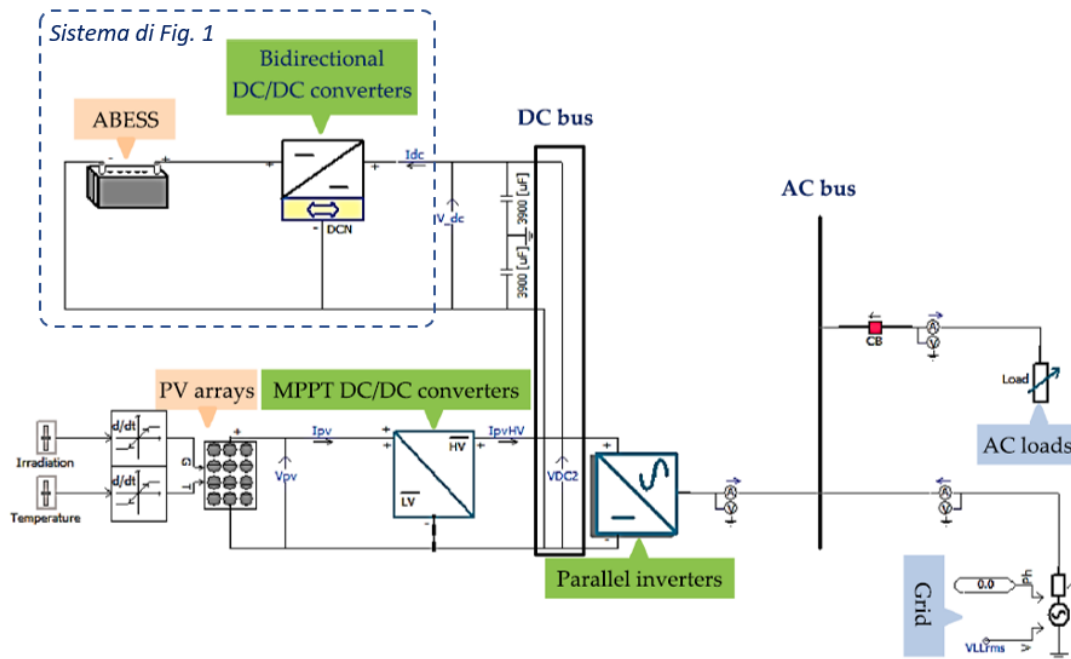 Sistema di Fig. 1
Bidirectional
DC/DC converters
ABESS
DC bus
Idc
3900 [uF]
V_dc
DCN
3900 [uF]
AC bus
CB
A
V
Load
AC loads
PV arrays
MPPT DC/DC converters
d/dt
Irradiation
G
d/dt
T
Temperature
Ipv
Vpv
HV
LV
IpvHV
VDC2
A
V
A
V
Parallel inverters
Grid
0.0
Ph
V
VLLrms